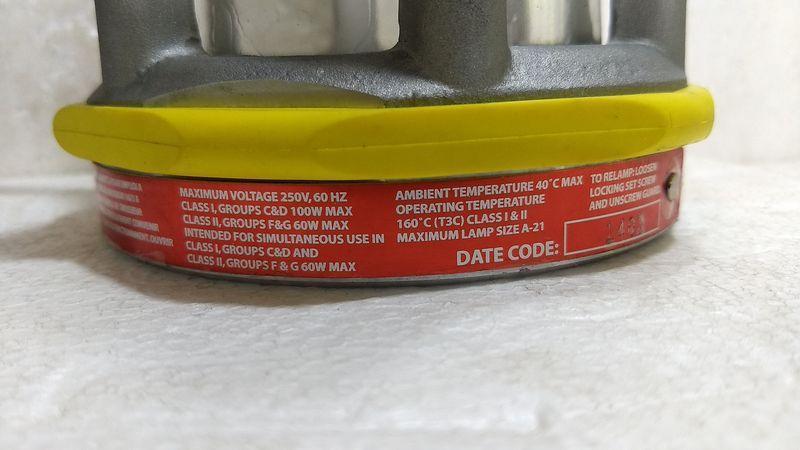 MAXIMUM VOLTAGE 250V, 60 HZ
CLASS I, GROUPS C&D 100W MAX
CLASS II, GROUPS F&G 60W MAX
INTENDED FOR SIMULTANEOUS USE IN
CLASS I, GROUPS C&D AND
CLASS II, GROUPS F & G 60W MAX
AMBIENT TEMPERATURE 40°C MAX
OPERATING TEMPERATURE
160°C (T3C) CLASS I & II
MAXIMUM LAMP SIZE A-21
DATE CODE:
TO RELAMP: LOOSEN
LOCKING SET SCREW
AND UNSCREW GUARD